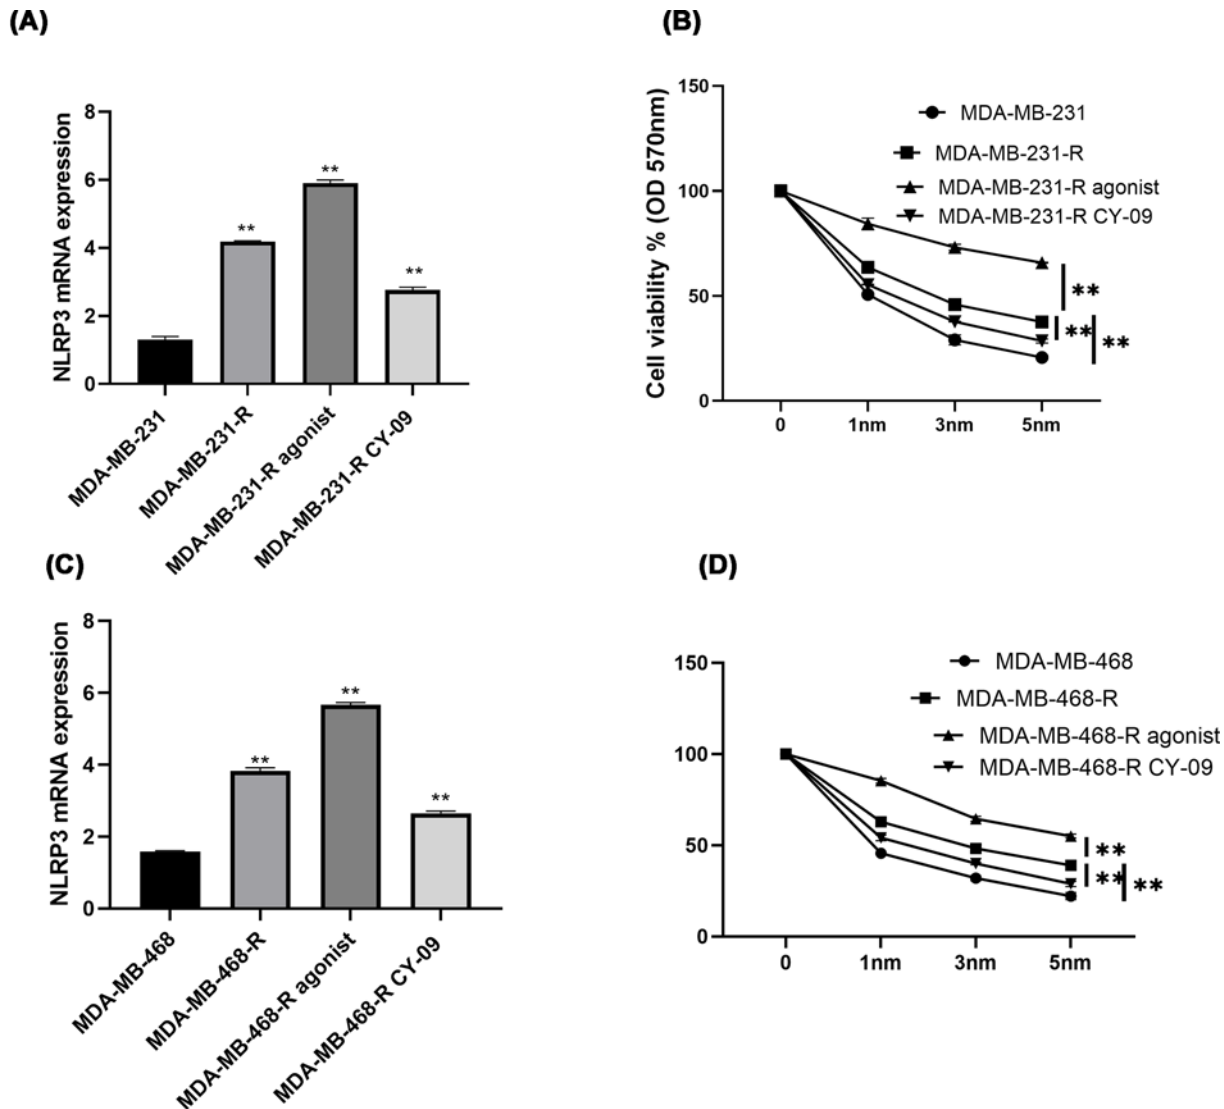 (A)
NLRP3 mRNA expression
8
6
4
2
0
**
**
**
MDA-MB-231
MDA-MB-231-R
MDA-MB-231-R agonist
MDA-MB-231-R CY-09
(B)
Cell viability % (OD 570nm)
150
100
50
0
MDA-MB-231
MDA-MB-231-R
MDA-MB-231-R agonist
MDA-MB-231-R CY-09
**
**
**
0 1nm 3nm 5nm
(C)
NLRP3 mRNA expression
8
6
4
2
0
**
**
**
MDA-MB-468
MDA-MB-468-R
MDA-MB-468-R agonist
MDA-MB-468-R CY-09
(D)
150
100
50
0
MDA-MB-468
MDA-MB-468-R
MDA-MB-468-R agonist
MDA-MB-468-R CY-09
**
**
**
0 1nm 3nm 5nm